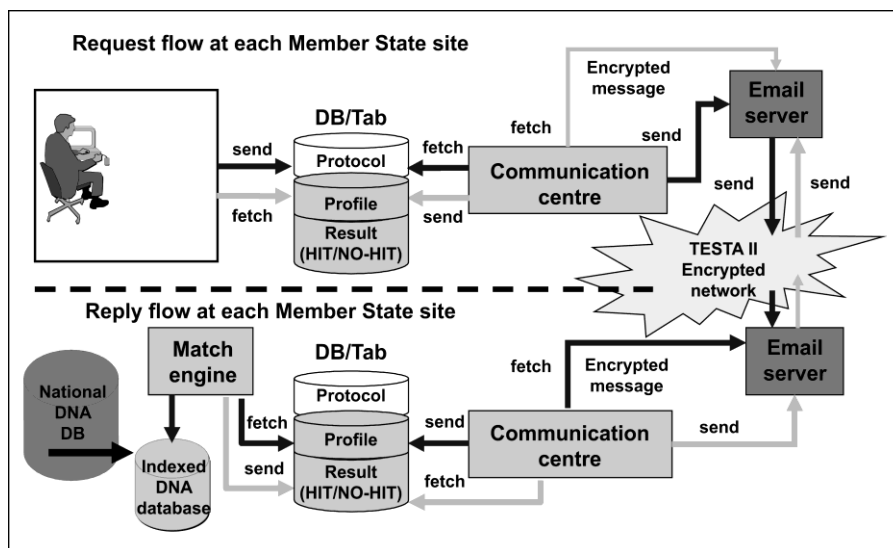 Request flow at each Member State site
DB/Tab
Protocol
Profile
Result
(HIT/NO-HIT)
send
fetch
fetch
send
Communication
centre
fetch
Encrypted
message
send
Email
server
send
send
TESTA II
Encrypted
network
Reply flow at each Member State site
National
DNA
DB
Match
engine
Indexed
DNA
database
fetch
send
DB/Tab
Protocol
Profile
Result
(HIT/NO-HIT)
send
fetch
Communication
centre
fetch
Encrypted
message
send
Email
server